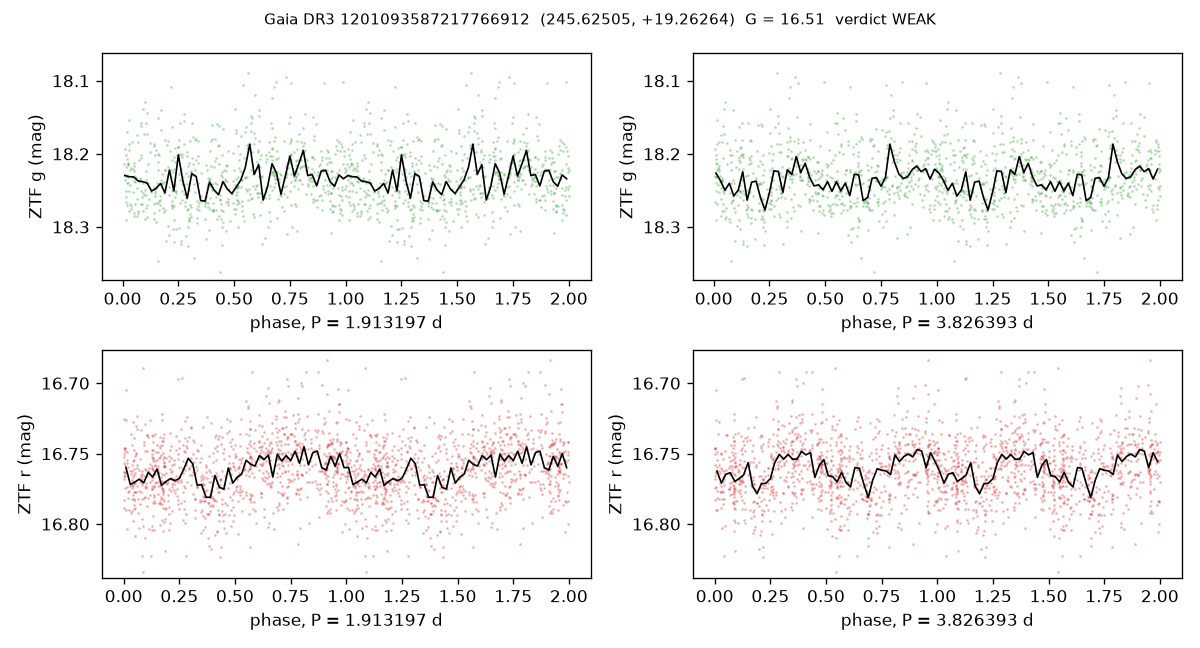 Gaia DR3 1201093587217766912 (245.62505, +19.26264) G = 16.51 verdict WEAK
ZTF g (mag)
18.1
18.2
18.3
0.00 0.25 0.50 0.75 1.00 1.25 1.50 1.75 2.00
phase, P = 1.913197 d
ZTF g (mag)
18.1
18.2
18.3
0.00 0.25 0.50 0.75 1.00 1.25 1.50 1.75 2.00
phase, P = 3.826393 d
ZTF r (mag)
16.70
16.75
16.80
0.00 0.25 0.50 0.75 1.00 1.25 1.50 1.75 2.00
phase, P = 1.913197 d
ZTF r (mag)
16.70
16.75
16.80
0.00 0.25 0.50 0.75 1.00 1.25 1.50 1.75 2.00
phase, P = 3.826393 d